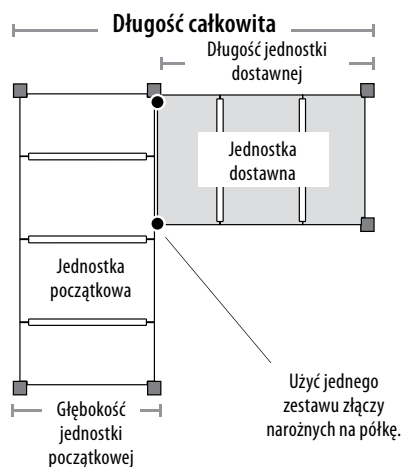 Długość całkowita
Długość jednostki
dostawnej
Jednostka
dostawna
Jednostka
początkowa
Użyć jednego
zestawu złączy
narożnych na półkę.
Głębokość
jednostki
początkowej